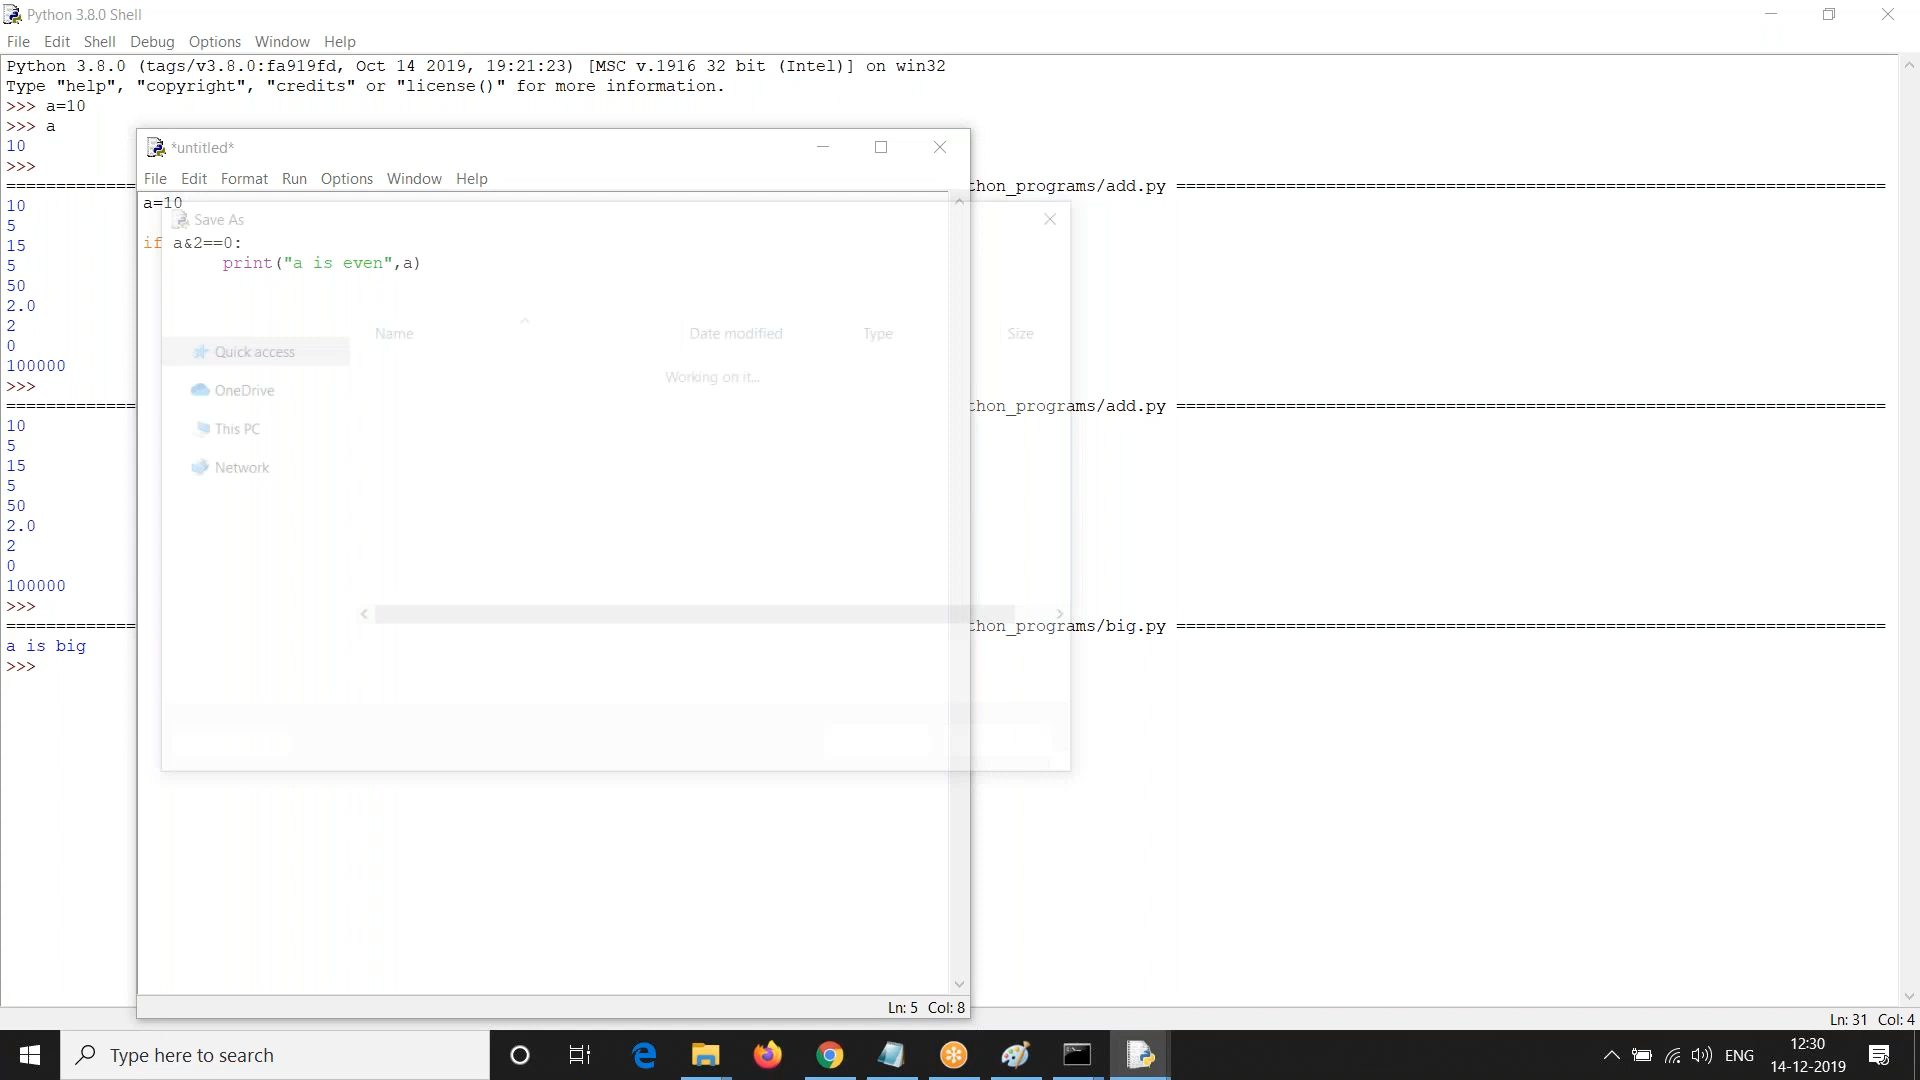 Python 3.8.0 Shell
File Edit Shell Debug Options Window Help
Python 3.8.0 (tags/v3.8.0:fa919fd, Oct 14 2019, 19:21:23) [MSC v.1916 32 bit (Intel)] on win32
Type "help", "copyright", "credits" or "license()" for more information.
>>> a=10
>>> a
10
>>>
============= thon_programs/add.py =======================================================================
10
5
15
5
50
2.0
2
0
100000
>>>
============= thon_programs/add.py =======================================================================
10
5
15
5
50
2.0
2
0
100000
>>>
============= thon_programs/big.py =======================================================================
a is big
>>>
*untitled*
File Edit Format Run Options Window Help
a=10
if a&2==0:
print("a is even",a)
Save As
Name Date modified Type Size
Working on it...
Quick access
OneDrive
This PC
Network
Ln: 5 Col: 8
Ln: 31 Col: 4
Type here to search
ENG
12:30
14-12-2019